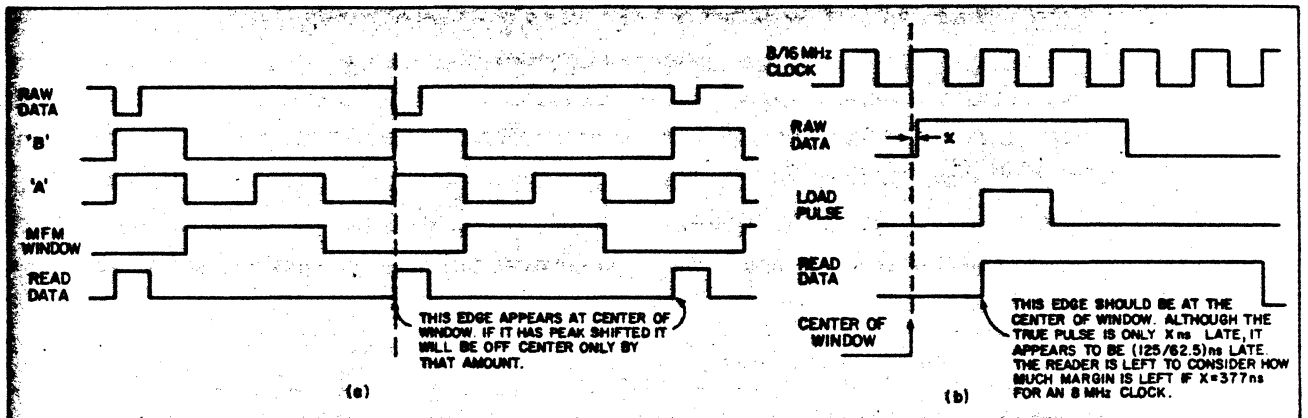 RAW
DATA
'B'
'A'
MFM
WINDOW
READ
DATA
THIS EDGE APPEARS AT CENTER OF
WINDOW. IF IT HAS PEAK SHIFTED IT
WILL BE OFF CENTER ONLY BY
THAT AMOUNT.
(a)
8/16 MHz
CLOCK
RAW
DATA
X
LOAD
PULSE
READ
DATA
CENTER OF
WINDOW
THIS EDGE SHOULD BE AT THE
CENTER OF WINDOW. ALTHOUGH THE
TRUE PULSE IS ONLY X ns LATE, IT
APPEARS TO BE (125/62.5)ns LATE.
THE READER IS LEFT TO CONSIDER HOW
MUCH MARGIN IS LEFT IF X=377ns
FOR AN 8 MHz CLOCK.
(b)